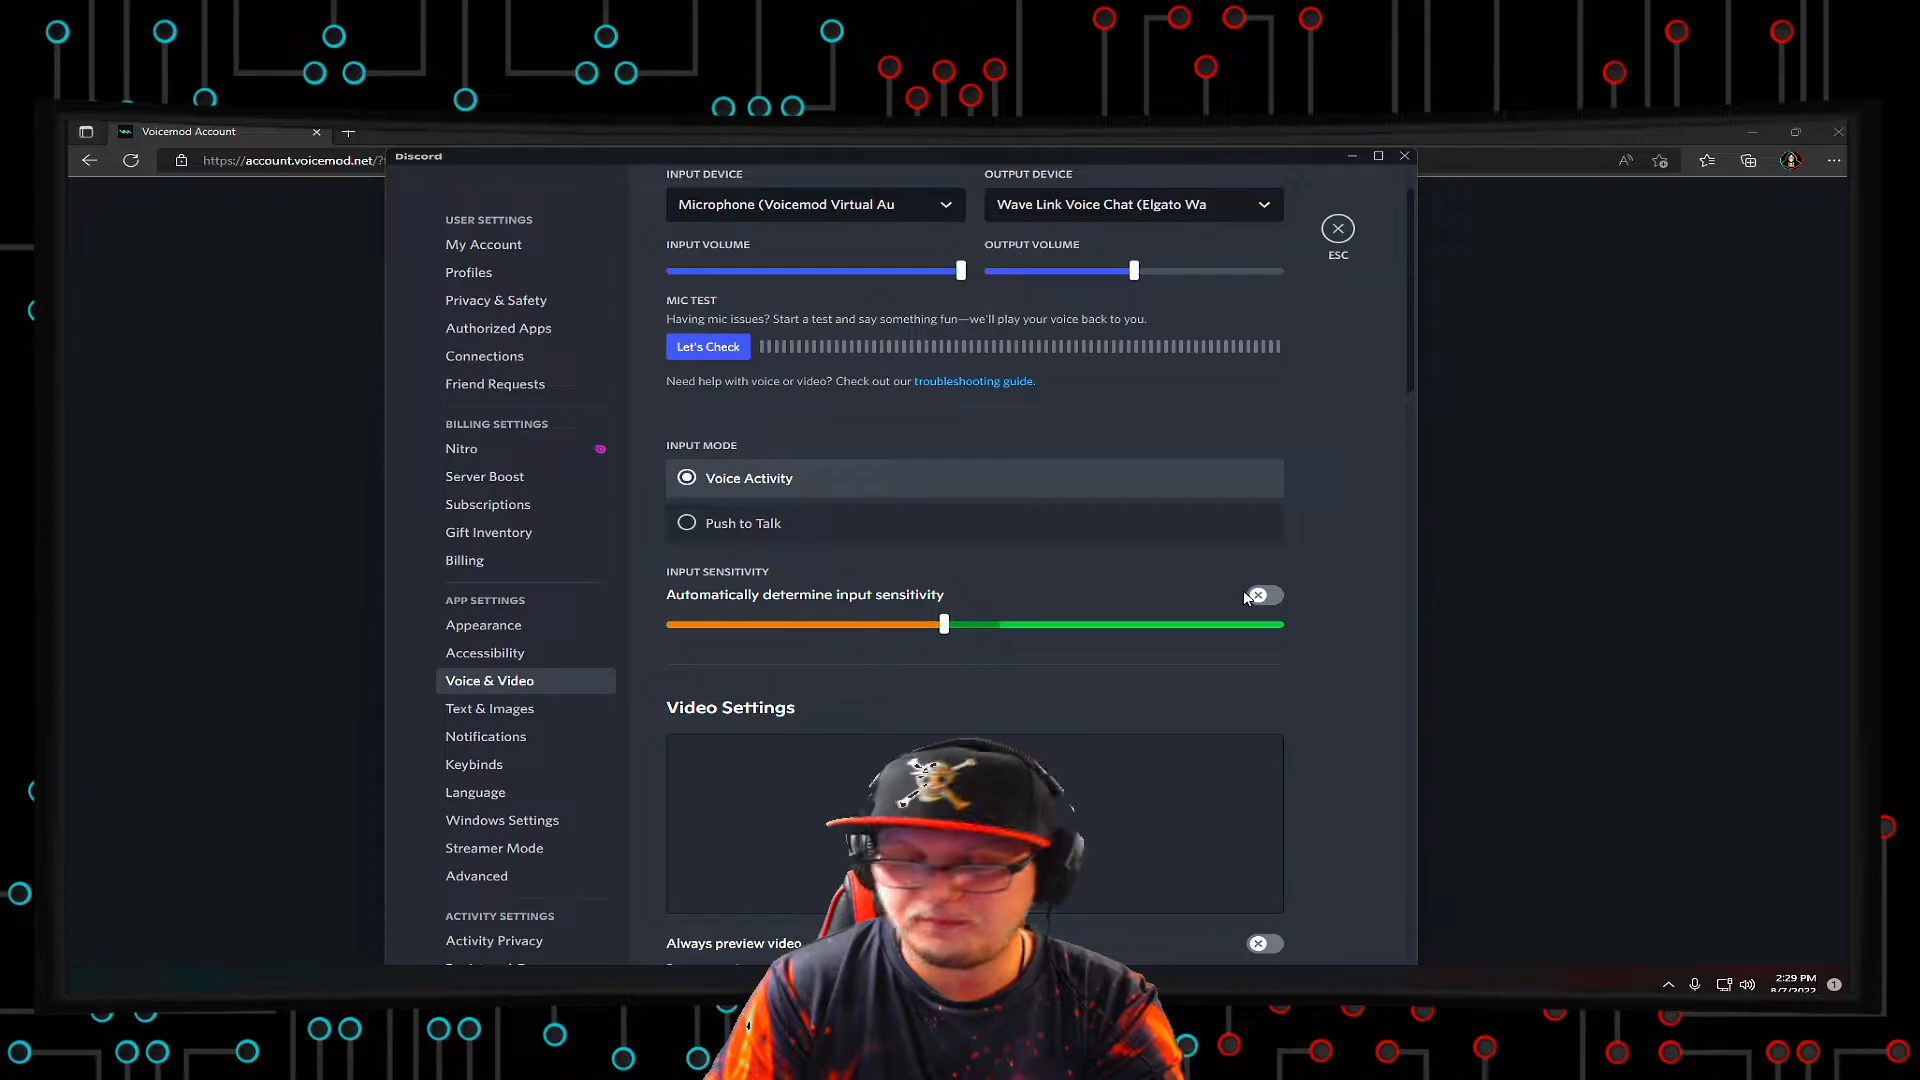 Voicemod Account
https://account.voicemod.net/?
Discord
USER SETTINGS
My Account
Profiles
Privacy & Safety
Authorized Apps
Connections
Friend Requests
BILLING SETTINGS
Nitro
Server Boost
Subscriptions
Gift Inventory
Billing
APP SETTINGS
Appearance
Accessibility
Voice & Video
Text & Images
Notifications
Keybinds
Language
Windows Settings
Streamer Mode
Advanced
ACTIVITY SETTINGS
Activity Privacy
INPUT DEVICE
Microphone (Voicemod Virtual Au
OUTPUT DEVICE
Wave Link Voice Chat (Elgato Wa
INPUT VOLUME
OUTPUT VOLUME
MIC TEST
Having mic issues? Start a test and say something fun—we'll play your voice back to you.
Let's Check
Need help with voice or video? Check out our troubleshooting guide.
INPUT MODE
Voice Activity
Push to Talk
INPUT SENSITIVITY
Automatically determine input sensitivity
Video Settings
Always preview video
ESC
2:29 PM
8/7/2022
1